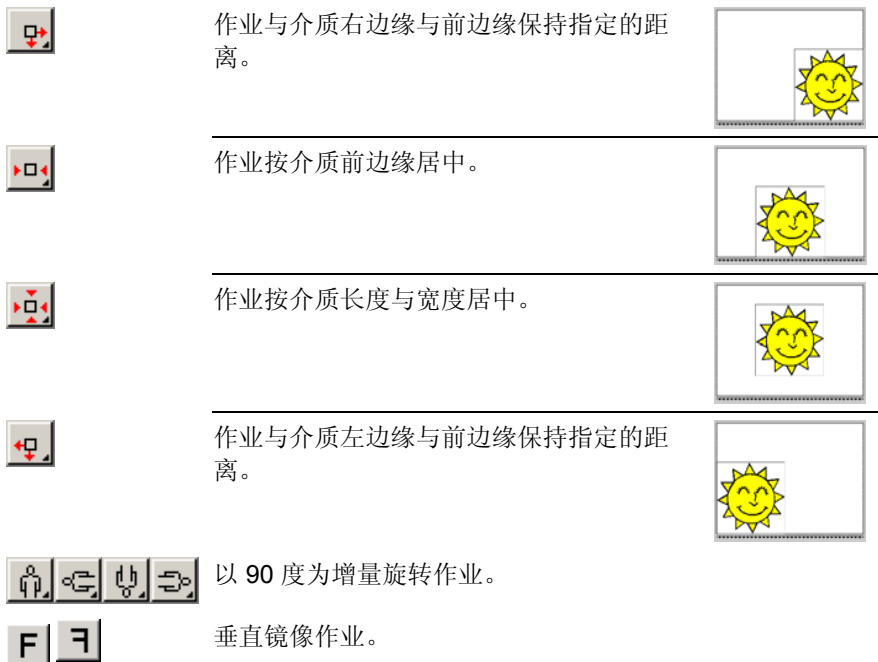 作业与介质右边缘与前边缘保持指定的距
离。
作业按介质前边缘居中。
作业按介质长度与宽度居中。
作业与介质左边缘与前边缘保持指定的距
离。
以 90 度为增量旋转作业。
F F 垂直镜像作业。